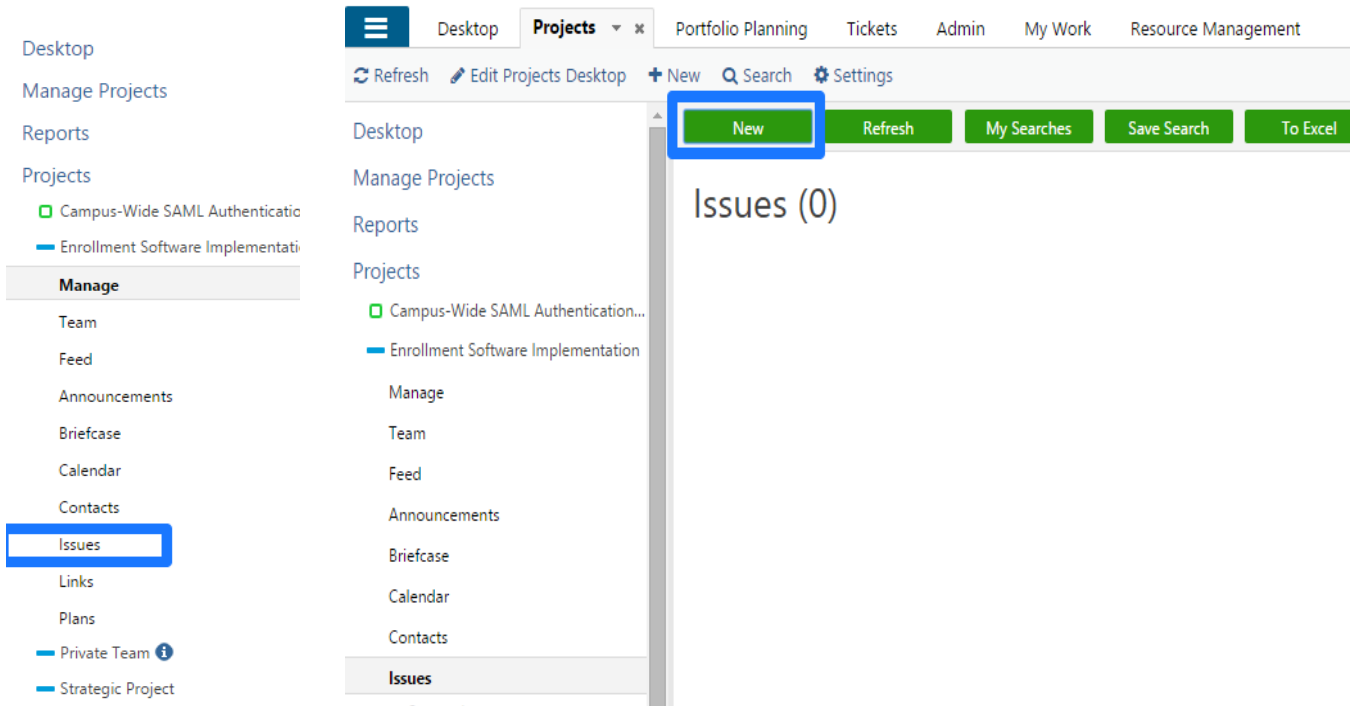 Desktop
Manage Projects
Reports
Projects
Campus-Wide SAML Authenticatio
Enrollment Software Implementati
Manage
Team
Feed
Announcements
Briefcase
Calendar
Contacts
Issues
Links
Plans
Private Team
Strategic Project
Desktop Projects Portfolio Planning Tickets Admin My Work Resource Management
Refresh Edit Projects Desktop New Search Settings
Desktop
Manage Projects
Reports
Projects
Campus-Wide SAML Authentication...
Enrollment Software Implementation
Manage
Team
Feed
Announcements
Briefcase
Calendar
Contacts
Issues
New Refresh My Searches Save Search To Excel
Issues (0)